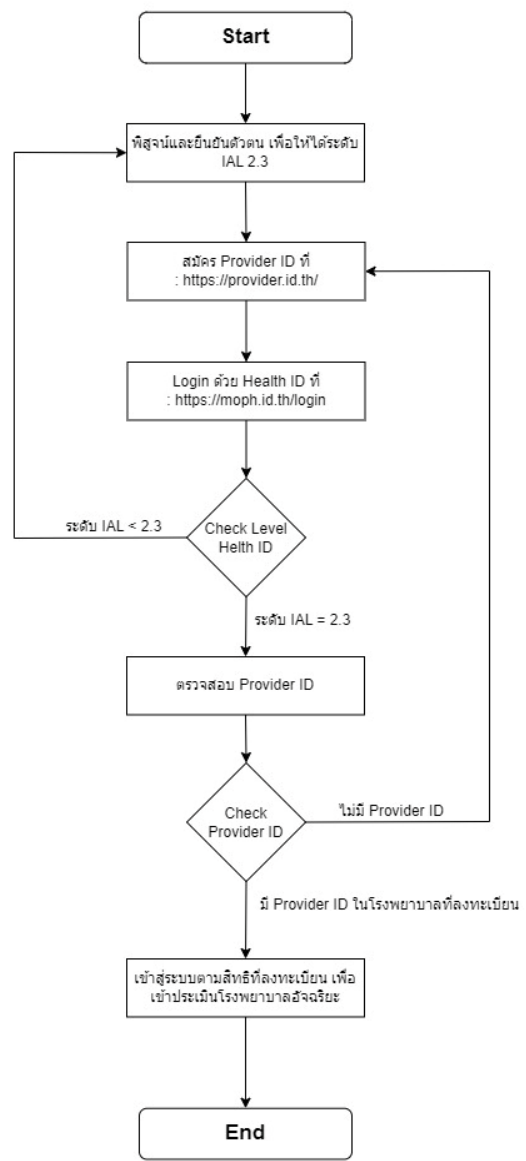 Start
พิสูจน์และยืนยันตัวตน เพื่อให้ได้ระดับ
IAL 2.3
สมัคร Provider ID ที่
: https://provider.id.th/
Login ด้วย Health ID ที่
: https://moph.id.th/login
ระดับ IAL < 2.3
Check Level
Helth ID
ระดับ IAL = 2.3
ตรวจสอบ Provider ID
Check
Provider ID
ไม่มี Provider ID
มี Provider ID ในโรงพยาบาลที่ลงทะเบียน
เข้าสู่ระบบตามสิทธิที่ลงทะเบียน เพื่อ
เข้าประเมินโรงพยาบาลอัจฉริยะ
End